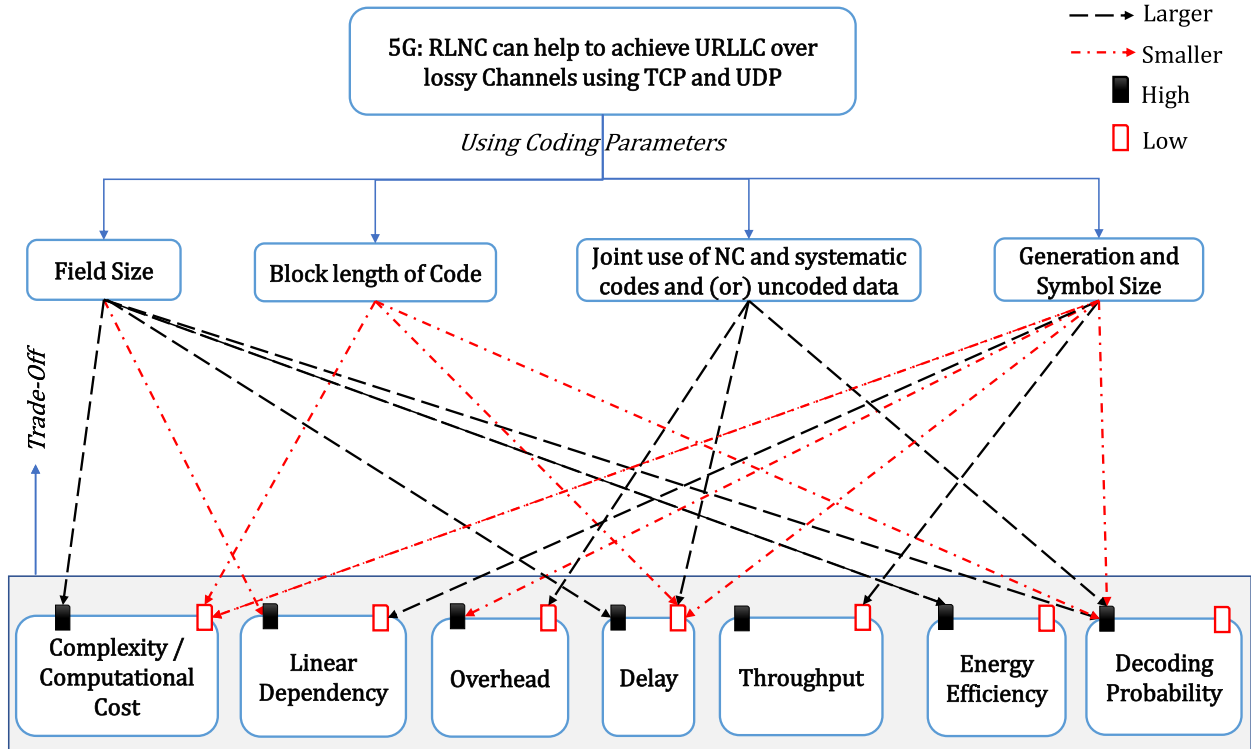 5G: RLNC can help to achieve URLLC over
lossy Channels using TCP and UDP
Larger
Smaller
High
Low
Using Coding Parameters
Field Size
Block length of Code
Joint use of NC and systematic
codes and (or) uncoded data
Generation and
Symbol Size
Trade-Off
Complexity /
Computational
Cost
Linear
Dependency
Overhead
Delay
Throughput
Energy
Efficiency
Decoding
Probability